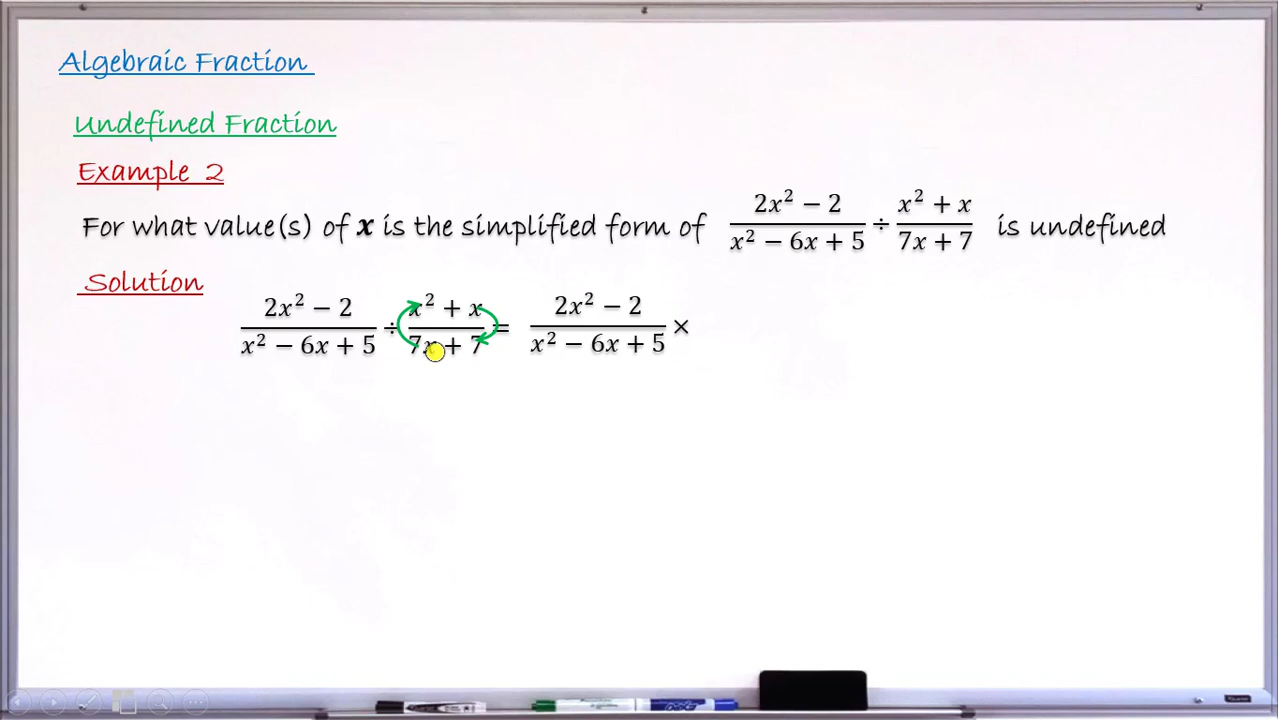 Algebraic Fraction
Undefined Fraction
Example 2
For what value(s) of x is the simplified form of (2x² − 2)/(x² − 6x + 5) ÷ (x² + x)/(7x + 7) is undefined
Solution
(2x² − 2)/(x² − 6x + 5) ÷ (x² + x)/(7x + 7) = (2x² − 2)/(x² − 6x + 5) ×